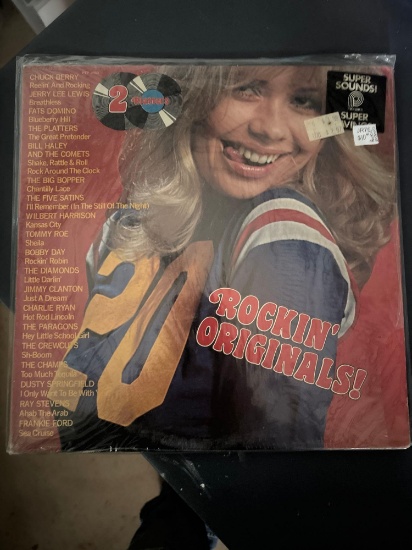 CHUCK BERRY
Reelin' And Rocking
JERRY LEE LEWIS
Breathless
FATS DOMINO
Blueberry Hill
THE PLATTERS
The Great Pretender
BILL HALEY
AND THE COMETS
Shake, Rattle & Roll
Rock Around The Clock
THE BIG BOPPER
Chantilly Lace
THE FIVE SATINS
I'll Remember (In The Still Of The Night)
WILBERT HARRISON
Kansas City
TOMMY ROE
Sheila
BOBBY DAY
Rockin' Robin
THE DIAMONDS
Little Darlin'
JIMMY CLANTON
Just A Dream
CHARLIE RYAN
Hot Rod Lincoln
THE PARAGONS
Hey Little School Girl
THE CREWCUTS
Sh-Boom
THE CHAMPS
Too Much Tequila
DUSTY SPRINGFIELD
I Only Want To Be With
RAY STEVENS
Ahab The Arab
FRANKIE FORD
Sea Cruise
2
SUPER
SOUNDS!
P
SUPER
20
ROCKIN'
ORIGINALS!